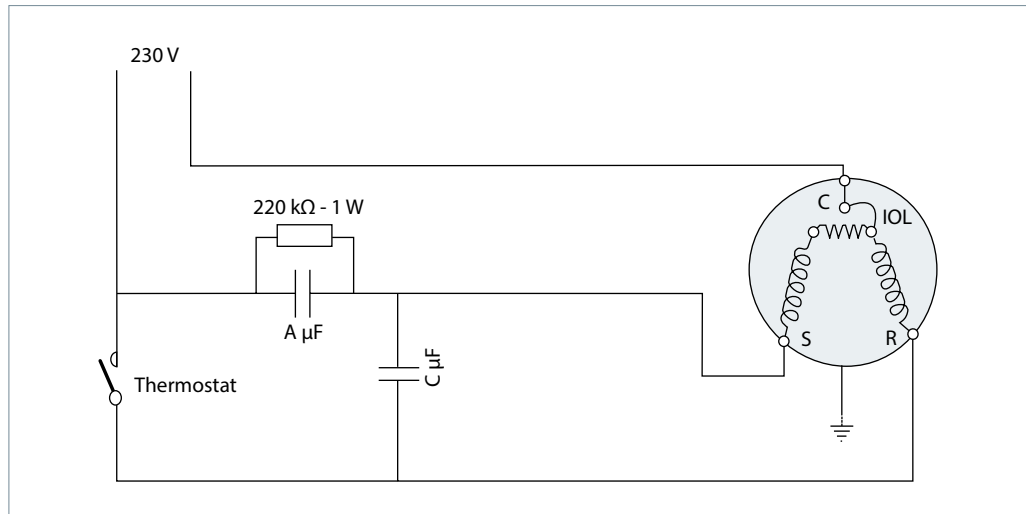 230 V
C
IOL
220 kΩ - 1 W
A µF
S
R
C µF
Thermostat